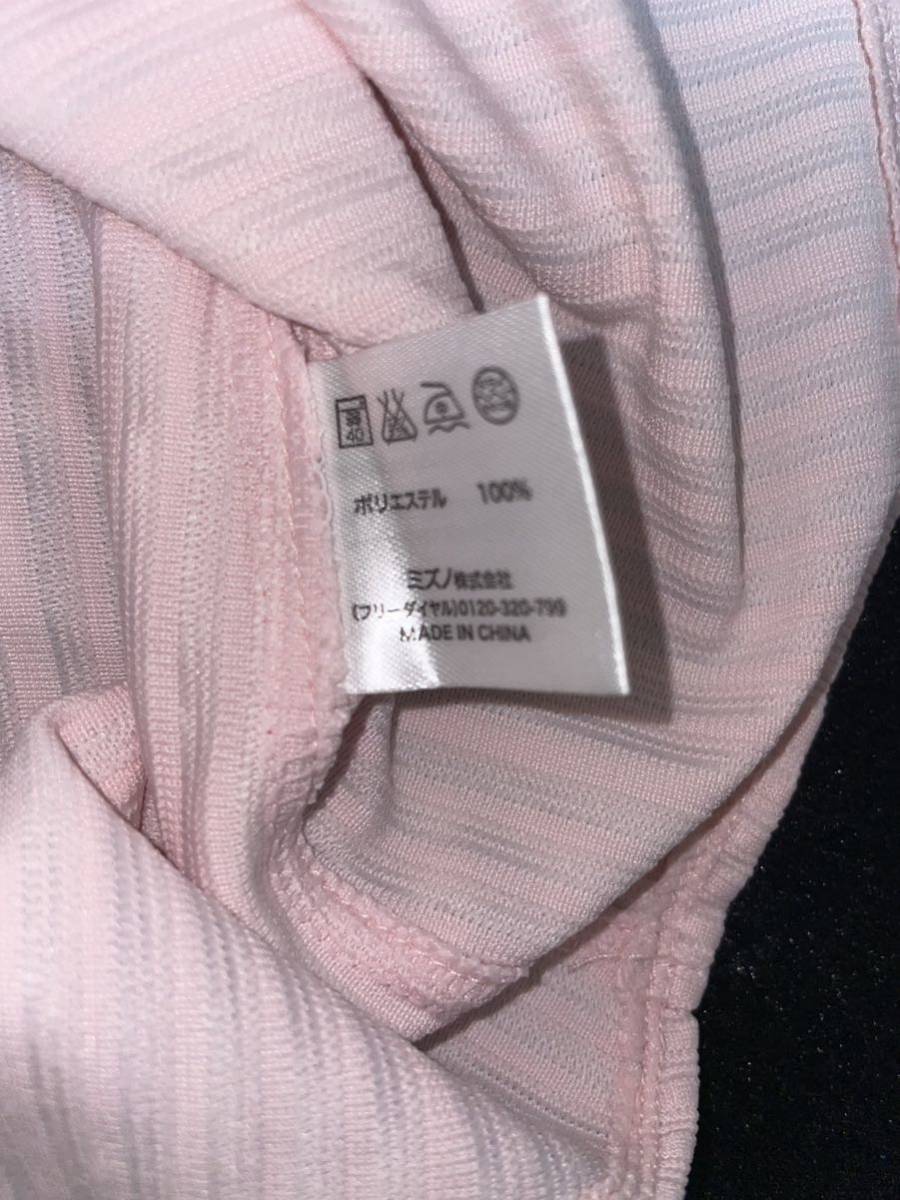 40
ポリエステル 100%
ミズノ株式会社
(フリーダイヤル)0120-320-799
MADE IN CHINA